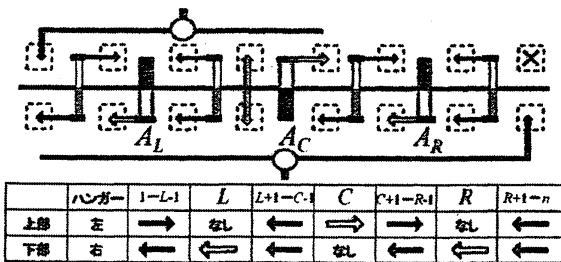 A_L A_C A_R
ハンガー 1~L-1 L L+1~C-1 C C+1~R-1 R R+1~n
上部 左 → なし ← ⇨ → なし ←
下部 右 ← ⇦ ← なし ← ⇦ ←